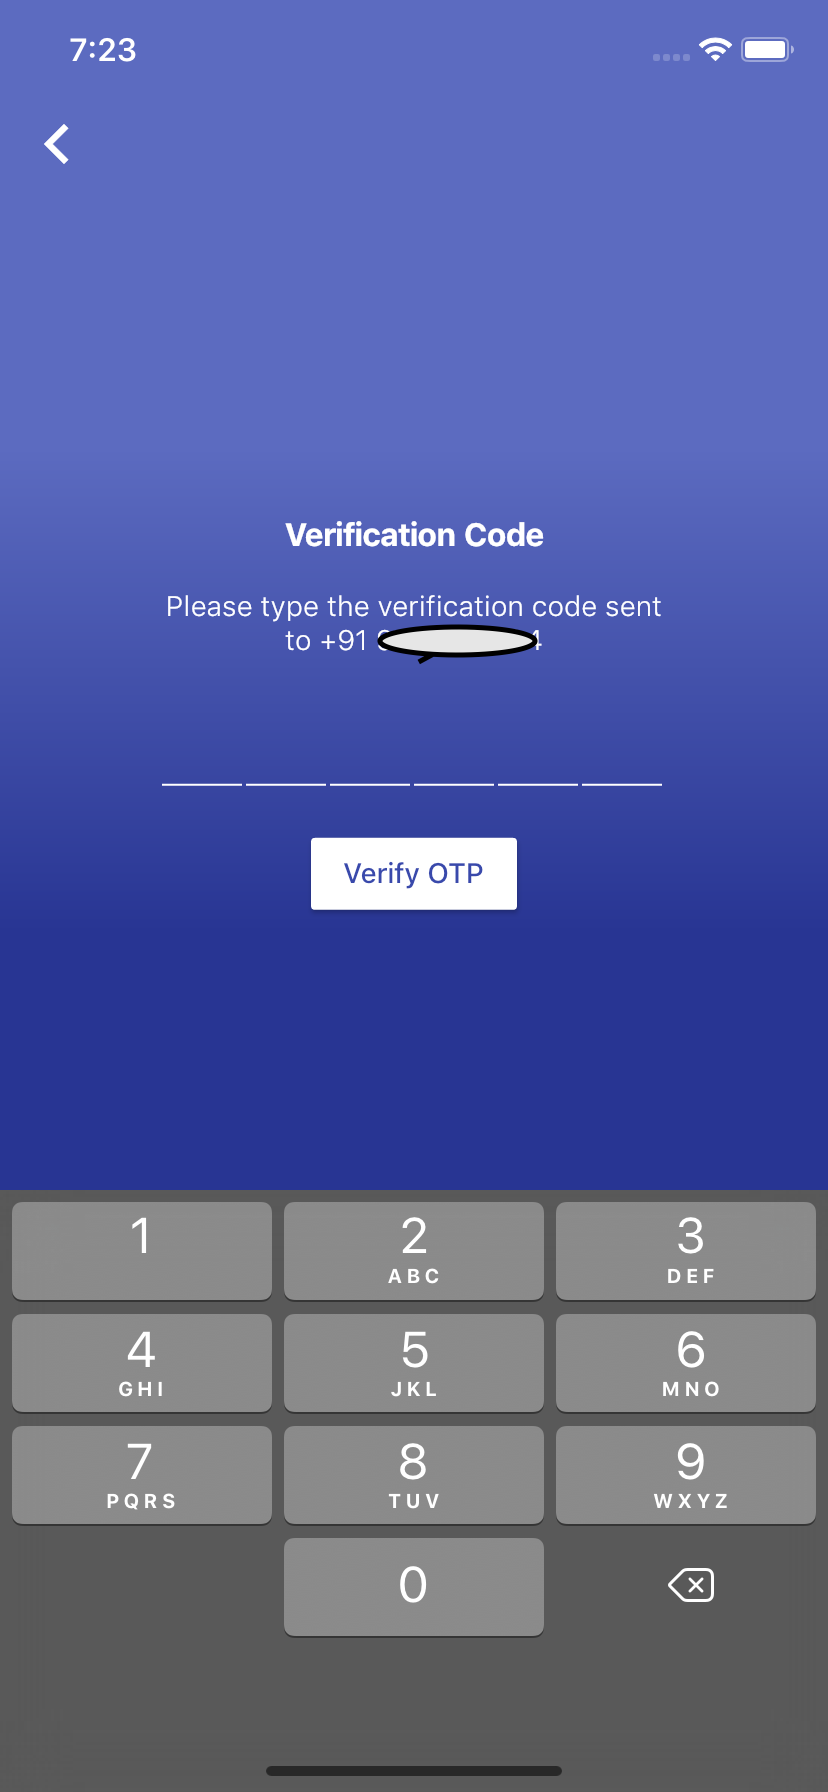 7:23
Verification Code
Please type the verification code sent
to +91
Verify OTP
1
2
ABC
3
DEF
4
GHI
5
JKL
6
MNO
7
PQRS
8
TUV
9
WXYZ
0